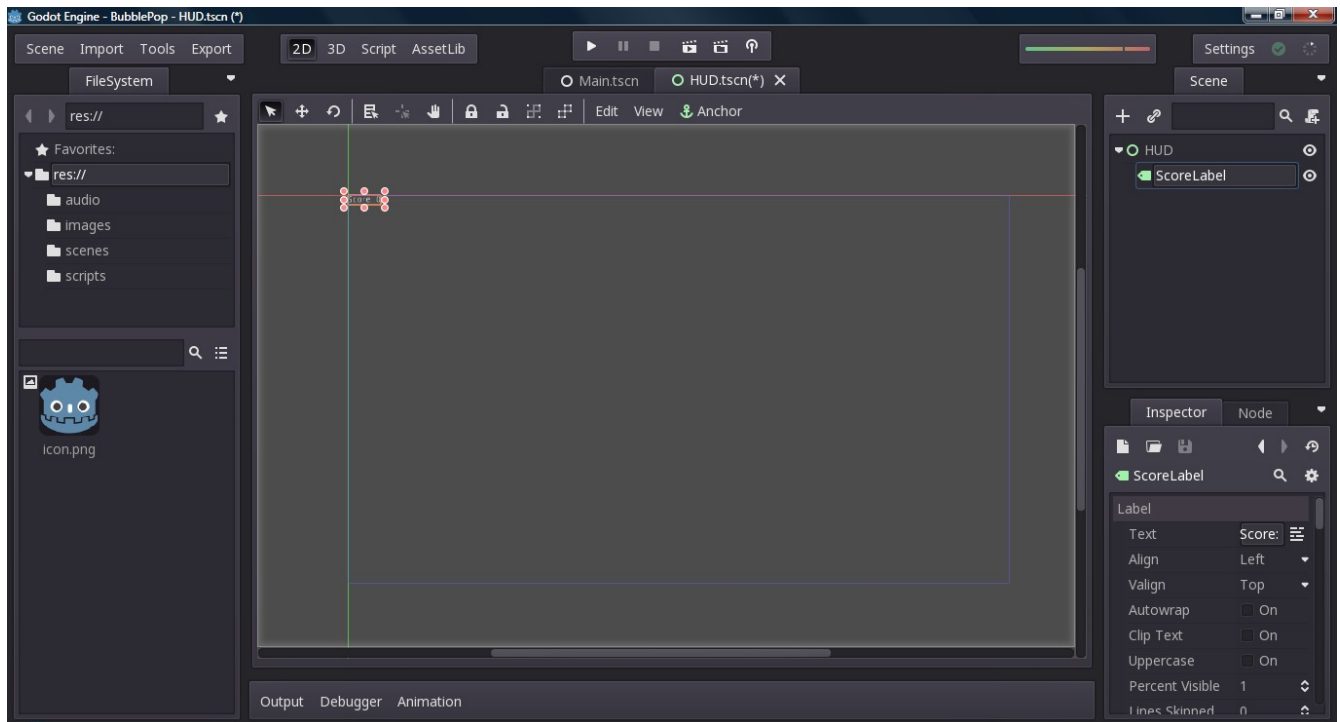 Godot Engine - BubblePop - HUD.tscn (*)
Scene Import Tools Export 2D 3D Script AssetLib Settings
FileSystem Main.tscn HUD.tscn(*) Scene
res:// Edit View Anchor
Favorites: HUD
res:// ScoreLabel
audio Score 0
images
scenes
scripts
icon.png
Inspector Node
ScoreLabel
Label
Text Score:
Align Left
Valign Top
Autowrap On
Clip Text On
Uppercase On
Percent Visible 1
Lines Skipped 0
Output Debugger Animation